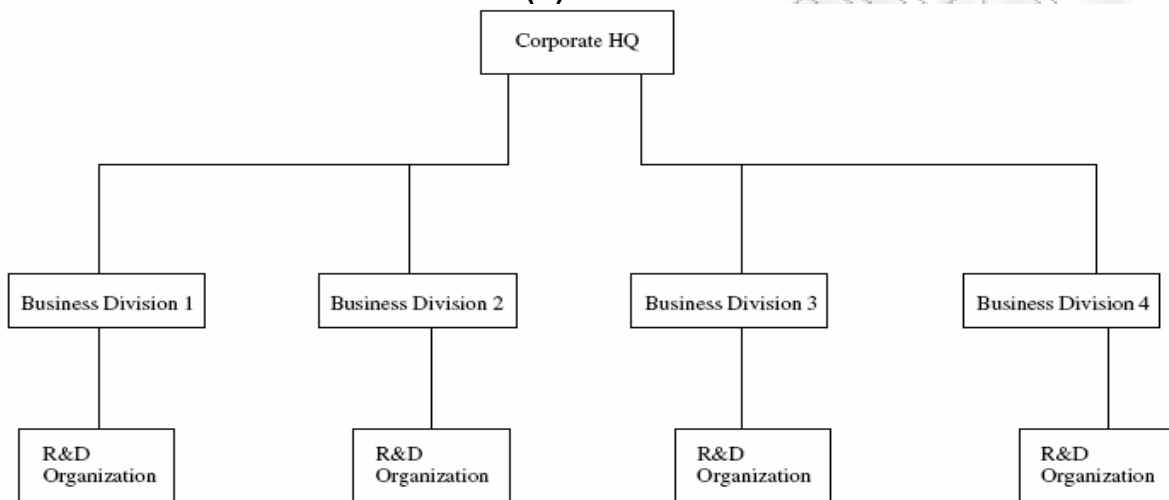 Corporate HQ
Business Division 1
Business Division 2
Business Division 3
Business Division 4
R&D
Organization
R&D
Organization
R&D
Organization
R&D
Organization